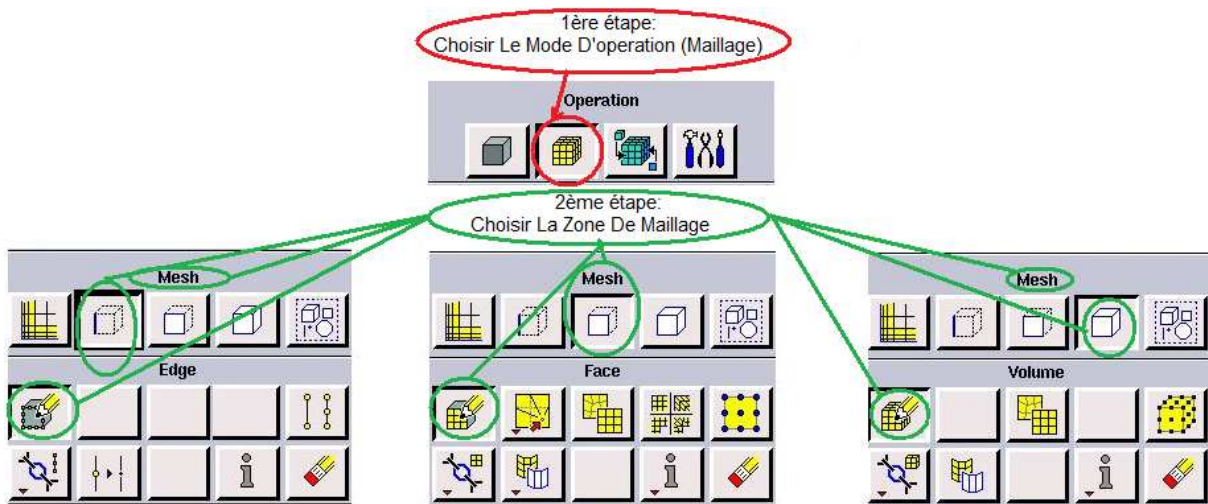 1ère étape:
Choisir Le Mode D'operation (Maillage)
Operation
2ème étape:
Choisir La Zone De Maillage
Mesh
Mesh
Mesh
Edge
Face
Volume